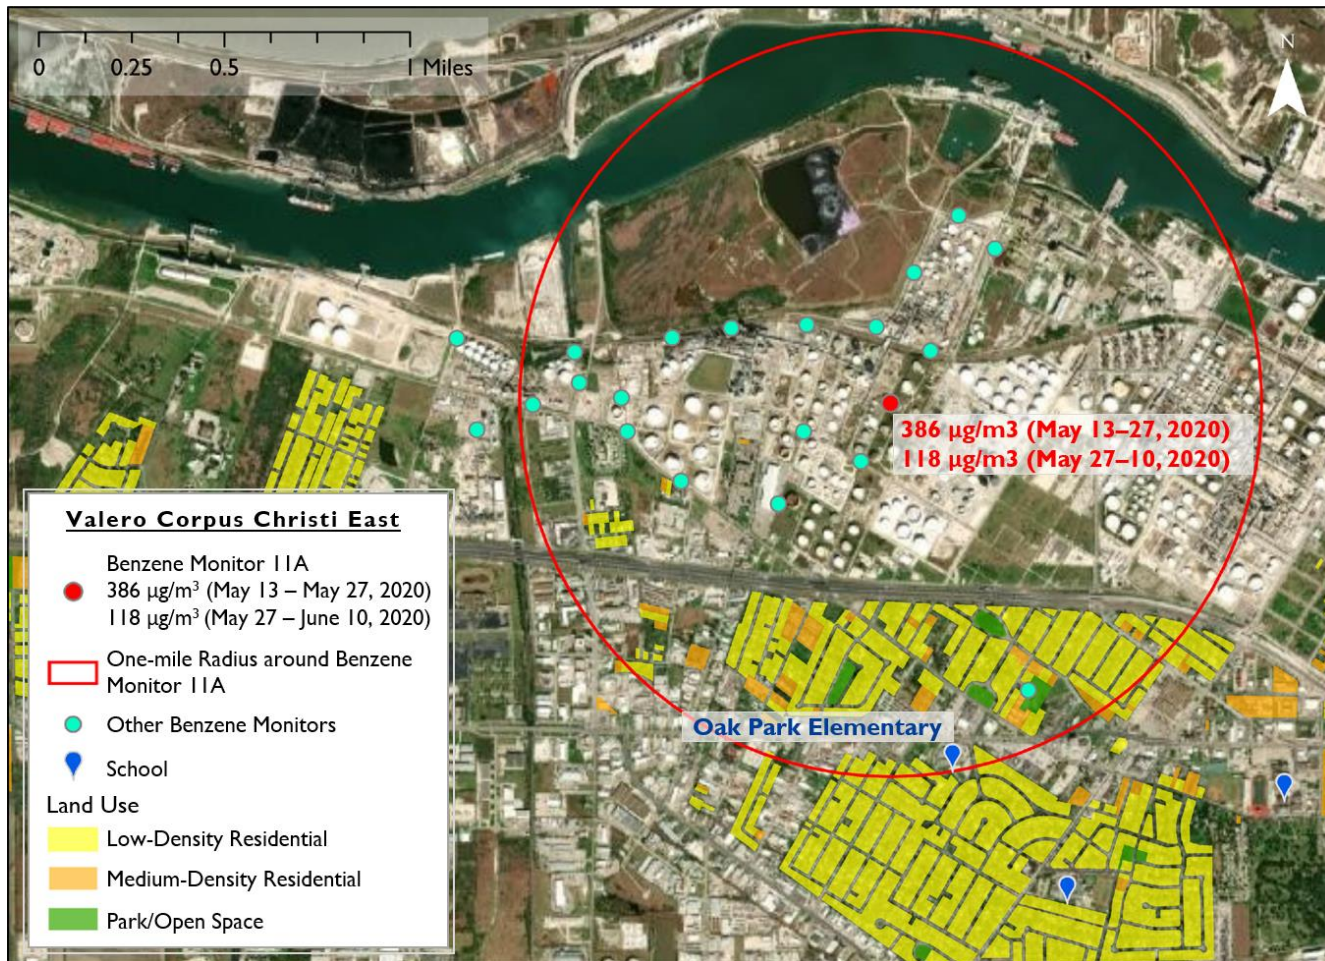 0 0.25 0.5 1 Miles
N
386 µg/m3 (May 13–27, 2020)
118 µg/m3 (May 27–10, 2020)
Valero Corpus Christi East
Benzene Monitor 11A
386 µg/m³ (May 13 – May 27, 2020)
118 µg/m³ (May 27 – June 10, 2020)
One-mile Radius around Benzene
Monitor 11A
Other Benzene Monitors
School
Land Use
Low-Density Residential
Medium-Density Residential
Park/Open Space
Oak Park Elementary